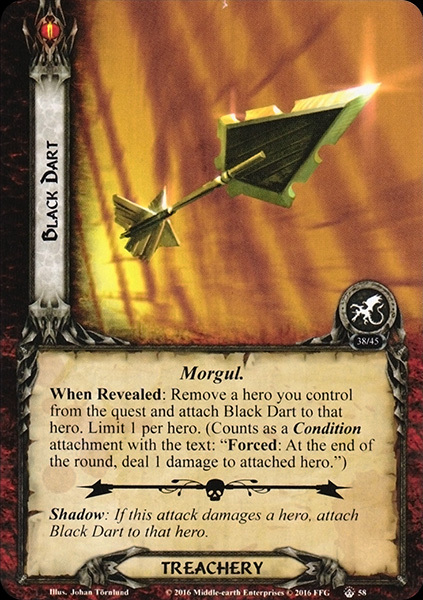 BLACK DART
38/45
Morgul.
When Revealed: Remove a hero you control
from the quest and attach Black Dart to that
hero. Limit 1 per hero. (Counts as a Condition
attachment with the text: “Forced: At the end of
the round, deal 1 damage to attached hero.”)
Shadow: If this attack damages a hero, attach
Black Dart to that hero.
TREACHERY
Illus. Johan Törnlund © 2016 Middle-earth Enterprises © 2016 FFG 58